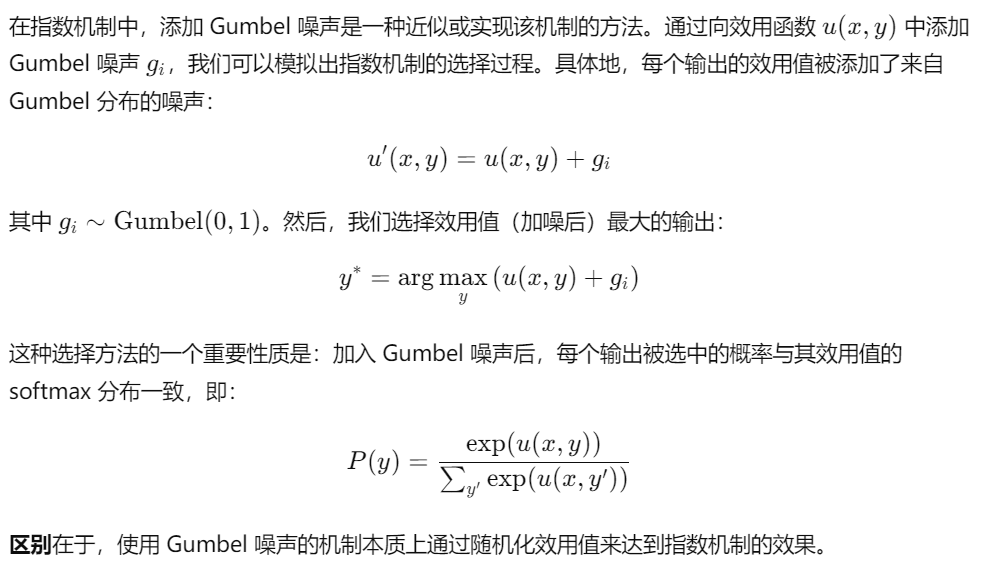 在指数机制中，添加 Gumbel 噪声是一种近似或实现该机制的方法。通过向效用函数 u(x, y) 中添加
Gumbel 噪声 g_i，我们可以模拟出指数机制的选择过程。具体地，每个输出的效用值被添加了来自
Gumbel 分布的噪声：
u′(x, y) = u(x, y) + g_i
其中 g_i ∼ Gumbel(0, 1)。然后，我们选择效用值（加噪后）最大的输出：
y* = arg max_y (u(x, y) + g_i)
这种选择方法的一个重要性质是：加入 Gumbel 噪声后，每个输出被选中的概率与其效用值的
softmax 分布一致，即：
P(y) = exp(u(x, y)) / ∑_{y′} exp(u(x, y′))
区别在于，使用 Gumbel 噪声的机制本质上通过随机化效用值来达到指数机制的效果。